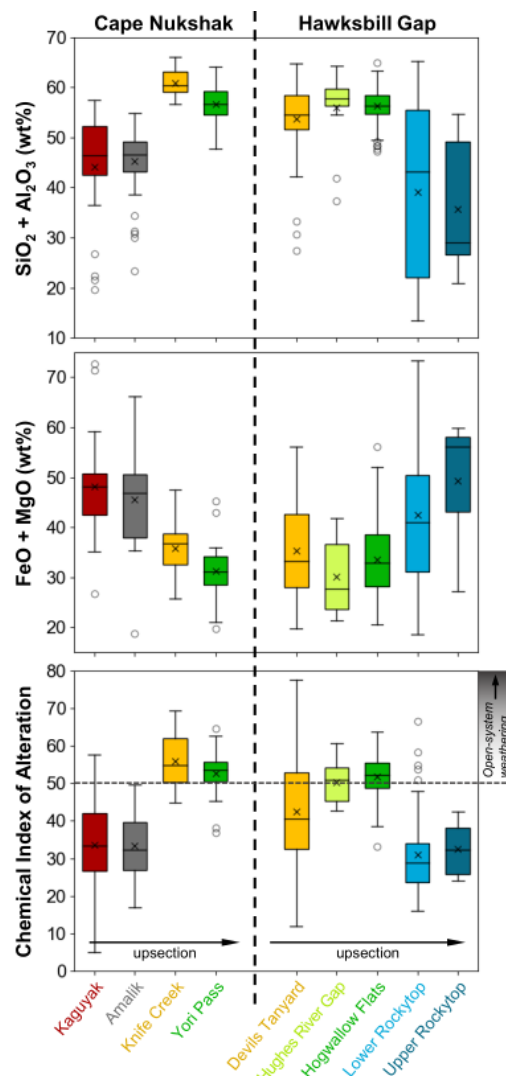 Cape Nukshak
Hawksbill Gap
SiO₂ + Al₂O₃ (wt%)
70
60
50
40
30
20
10
FeO + MgO (wt%)
70
60
50
40
30
20
Chemical Index of Alteration
80
70
60
50
40
30
20
10
0
Open-system
weathering
upsection
upsection
Kaguyak
Amalik
Knife Creek
Yori Pass
Devils Tanyard
Hughes River Gap
Hogwallow Flats
Lower Rockytop
Upper Rockytop